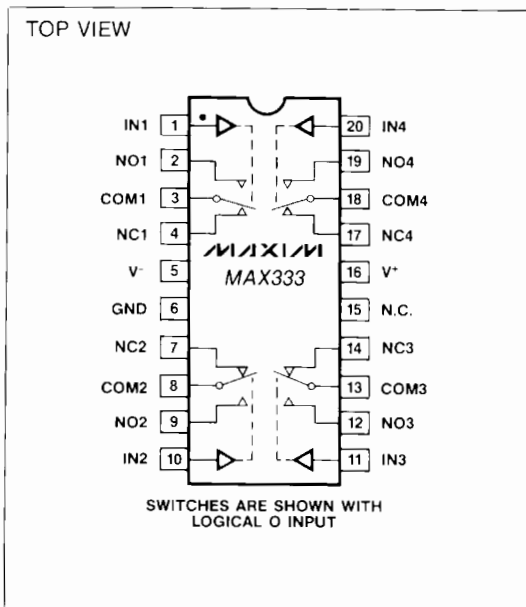 TOP VIEW
IN1 1 20 IN4
NO1 2 19 NO4
COM1 3 18 COM4
NC1 4 17 NC4
MAXIM
V- 5 16 V+
MAX333
GND 6 15 N.C.
NC2 7 14 NC3
COM2 8 13 COM3
NO2 9 12 NO3
IN2 10 11 IN3
SWITCHES ARE SHOWN WITH
LOGICAL O INPUT